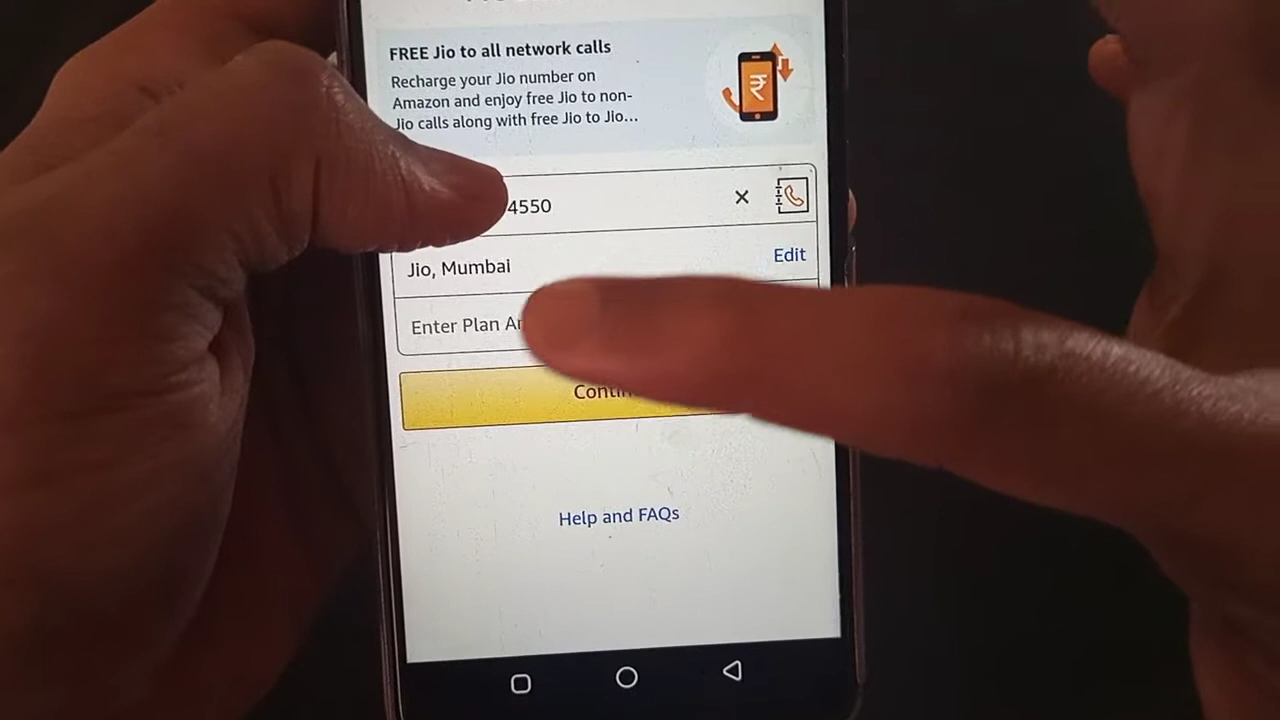 FREE Jio to all network calls
Recharge your Jio number on
Amazon and enjoy free Jio to non-
Jio calls along with free Jio to Jio...
4550
Jio, Mumbai
Edit
Enter Plan
Help and FAQs